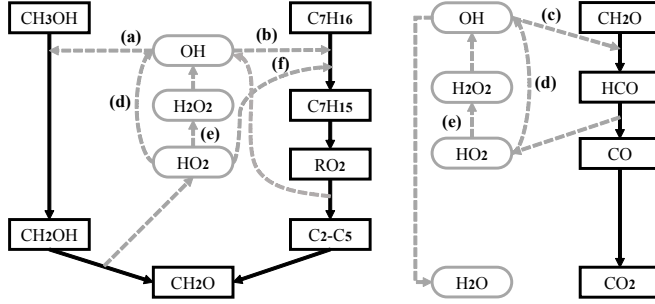 CH3OH
(a)
OH
(b)
C7H16
(f)
(d)
H2O2
C7H15
(e)
HO2
RO2
CH2OH
C2-C5
CH2O
OH
(c)
CH2O
H2O2
(d)
HCO
(e)
HO2
CO
H2O
CO2